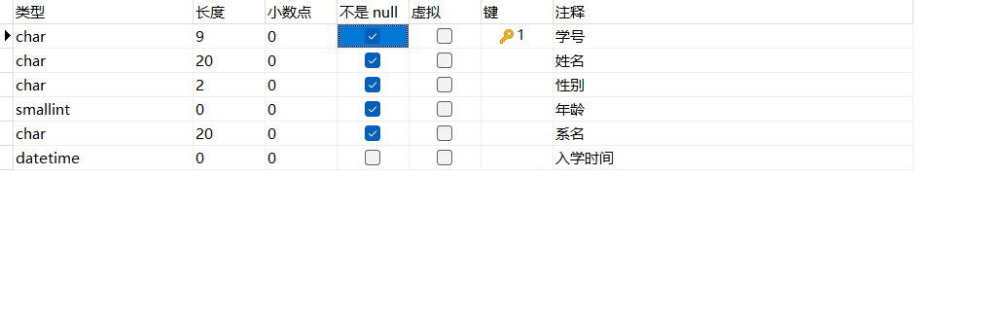 类型 长度 小数点 不是 null 虚拟 键 注释
char 9 0 1 学号
char 20 0 姓名
char 2 0 性别
smallint 0 0 年龄
char 20 0 系名
datetime 0 0 入学时间